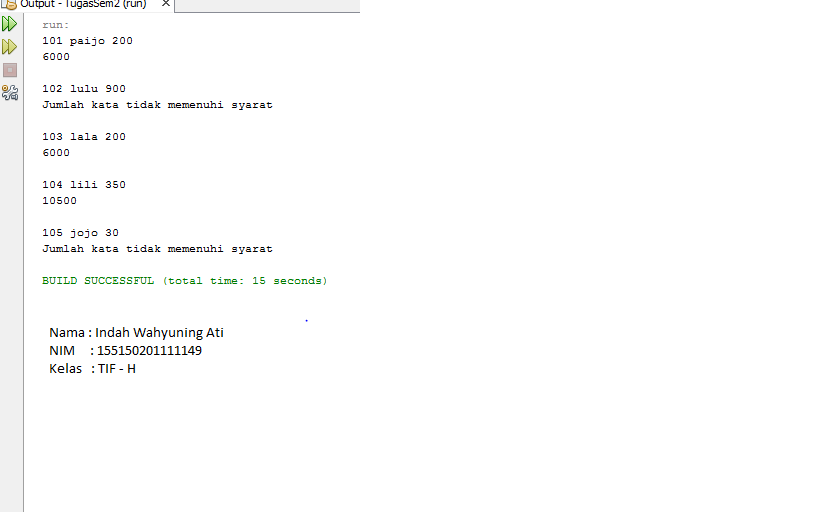 Output - TugasSem2 (run)
run:
101 paijo 200
6000
102 lulu 900
Jumlah kata tidak memenuhi syarat
103 lala 200
6000
104 lili 350
10500
105 jojo 30
Jumlah kata tidak memenuhi syarat
BUILD SUCCESSFUL (total time: 15 seconds)
Nama : Indah Wahyuning Ati
NIM : 155150201111149
Kelas : TIF - H